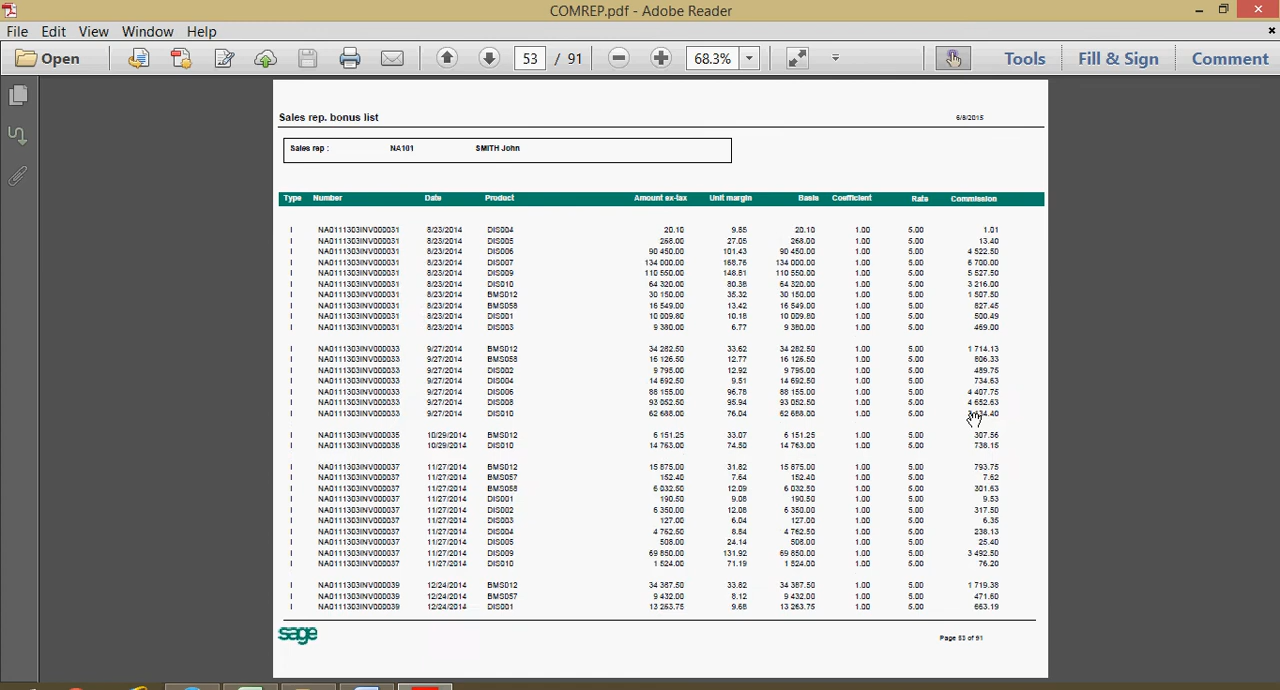 COMREP.pdf - Adobe Reader
File Edit View Window Help
Open 53 / 91 68.3% Tools Fill & Sign Comment
Sales rep. bonus list 6/8/2015
Sales rep : NA101 SMITH John
Type Number Date Product Amount ex-tax Unit margin Basis Coefficient Rate Commission
I NA0111303INV000031 8/23/2014 DIS004 20.10 9.85 20.10 1.00 5.00 1.01
I NA0111303INV000031 8/23/2014 DIS005 268.00 27.05 268.00 1.00 5.00 13.40
I NA0111303INV000031 8/23/2014 DIS006 90 450.00 101.43 90 450.00 1.00 5.00 4 522.50
I NA0111303INV000031 8/23/2014 DIS007 134 000.00 168.76 134 000.00 1.00 5.00 6 700.00
I NA0111303INV000031 8/23/2014 DIS009 110 550.00 148.81 110 550.00 1.00 5.00 5 527.50
I NA0111303INV000031 8/23/2014 DIS010 64 320.00 80.38 64 320.00 1.00 5.00 3 216.00
I NA0111303INV000031 8/23/2014 BMS012 30 150.00 35.32 30 150.00 1.00 5.00 1 507.50
I NA0111303INV000031 8/23/2014 BMS058 16 549.00 13.42 16 549.00 1.00 5.00 827.45
I NA0111303INV000031 8/23/2014 DIS001 10 009.80 10.18 10 009.80 1.00 5.00 500.49
I NA0111303INV000031 8/23/2014 DIS003 9 380.00 6.77 9 380.00 1.00 5.00 469.00
I NA0111303INV000033 9/27/2014 BMS012 34 282.50 33.62 34 282.50 1.00 5.00 1 714.13
I NA0111303INV000033 9/27/2014 BMS058 16 126.50 12.77 16 126.50 1.00 5.00 806.33
I NA0111303INV000033 9/27/2014 DIS002 9 795.00 12.92 9 795.00 1.00 5.00 489.75
I NA0111303INV000033 9/27/2014 DIS004 14 692.50 9.51 14 692.50 1.00 5.00 734.63
I NA0111303INV000033 9/27/2014 DIS006 88 155.00 96.78 88 155.00 1.00 5.00 4 407.75
I NA0111303INV000033 9/27/2014 DIS008 93 052.50 95.94 93 052.50 1.00 5.00 4 652.63
I NA0111303INV000033 9/27/2014 DIS010 62 688.00 76.04 62 688.00 1.00 5.00
I NA0111303INV000035 10/29/2014 BMS012 6 151.25 33.07 6 151.25 1.00 5.00 307.56
I NA0111303INV000035 10/29/2014 DIS010 14 763.00 74.50 14 763.00 1.00 5.00 738.15
I NA0111303INV000037 11/27/2014 BMS012 15 875.00 31.82 15 875.00 1.00 5.00 793.75
I NA0111303INV000037 11/27/2014 BMS057 152.40 7.64 152.40 1.00 5.00 7.62
I NA0111303INV000037 11/27/2014 BMS058 6 032.50 12.09 6 032.50 1.00 5.00 301.63
I NA0111303INV000037 11/27/2014 DIS001 190.50 9.08 190.50 1.00 5.00 9.53
I NA0111303INV000037 11/27/2014 DIS002 6 350.00 12.08 6 350.00 1.00 5.00 317.50
I NA0111303INV000037 11/27/2014 DIS003 127.00 6.04 127.00 1.00 5.00 6.35
I NA0111303INV000037 11/27/2014 DIS004 4 762.50 8.84 4 762.50 1.00 5.00 238.13
I NA0111303INV000037 11/27/2014 DIS005 508.00 24.14 508.00 1.00 5.00 25.40
I NA0111303INV000037 11/27/2014 DIS009 69 850.00 131.92 69 850.00 1.00 5.00 3 492.50
I NA0111303INV000037 11/27/2014 DIS010 1 524.00 71.19 1 524.00 1.00 5.00 76.20
I NA0111303INV000039 12/24/2014 BMS012 34 387.50 33.82 34 387.50 1.00 5.00 1 719.38
I NA0111303INV000039 12/24/2014 BMS057 9 432.00 8.12 9 432.00 1.00 5.00 471.60
I NA0111303INV000039 12/24/2014 DIS001 13 263.75 9.68 13 263.75 1.00 5.00 663.19
sage Page 53 of 91